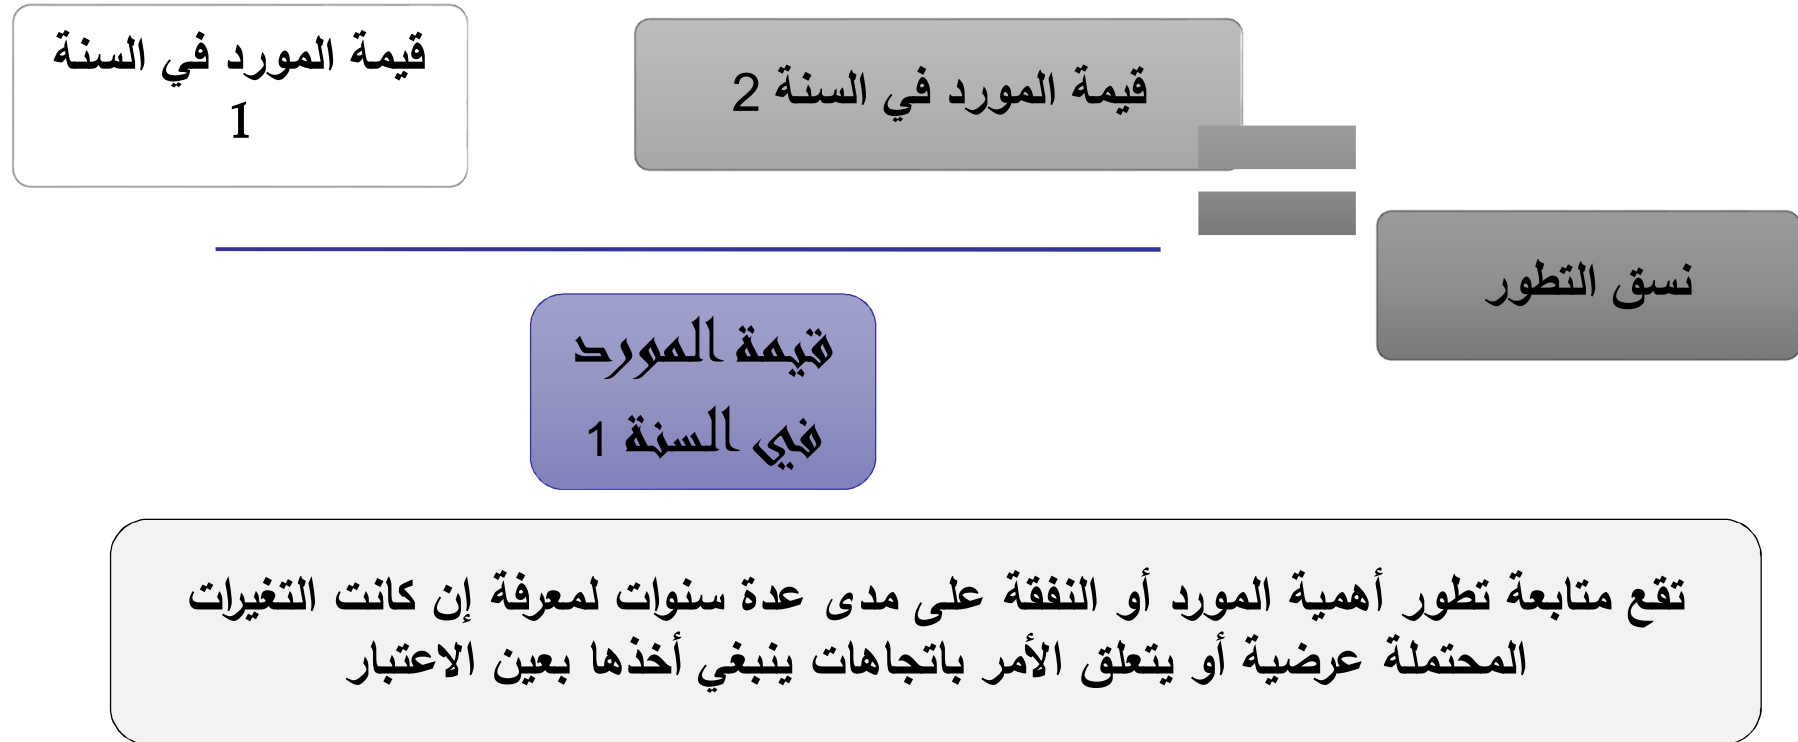 قيمة المورد في السنة
1
قيمة المورد في السنة 2
نسق التطور
قيمة المورد
في السنة 1
تقع متابعة تطور أهمية المورد أو النفقة على مدى عدة سنوات لمعرفة إن كانت التغيرات
المحتملة عرضية أو يتعلق الأمر باتجاهات ينبغي أخذها بعين الاعتبار